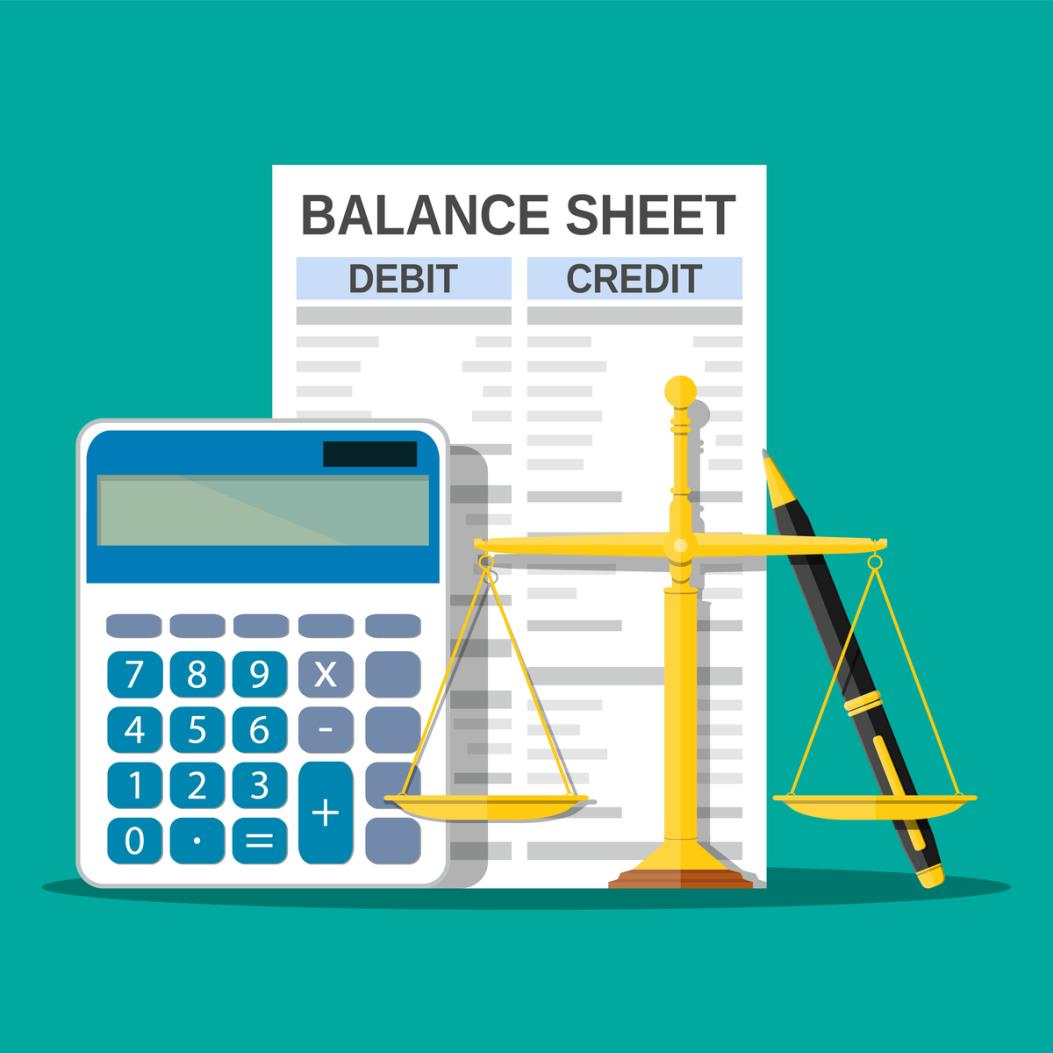 BALANCE SHEET
DEBIT CREDIT
7 8 9 X
4 5 6 -
1 2 3 +
0 . =